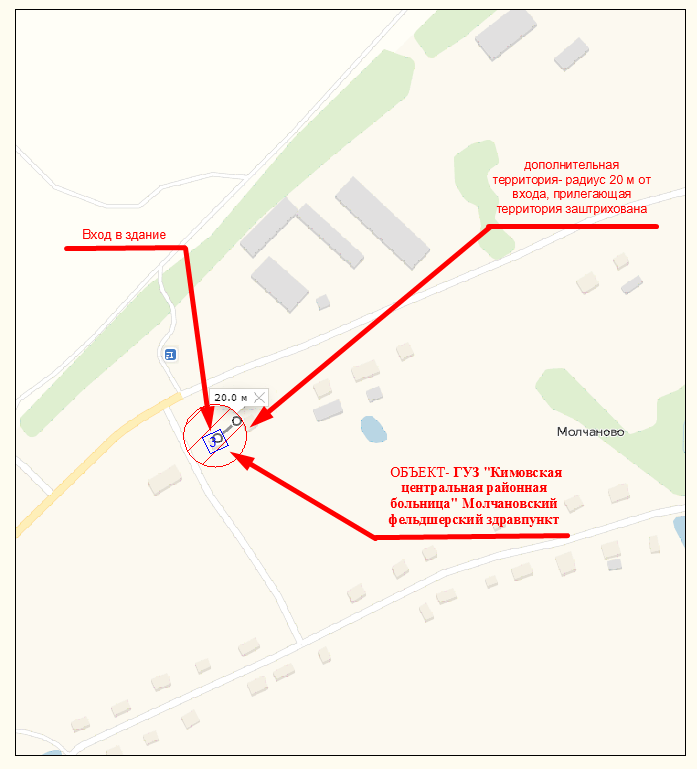 дополнительная
территория- радиус 20 м от
входа, прилегающая
территория заштрихована
Вход в здание
20.0 м
3
Молчаново
ОБЪЕКТ- ГУЗ "Кимовская
центральная районная
больница" Молчановский
фельдшерский здравпункт